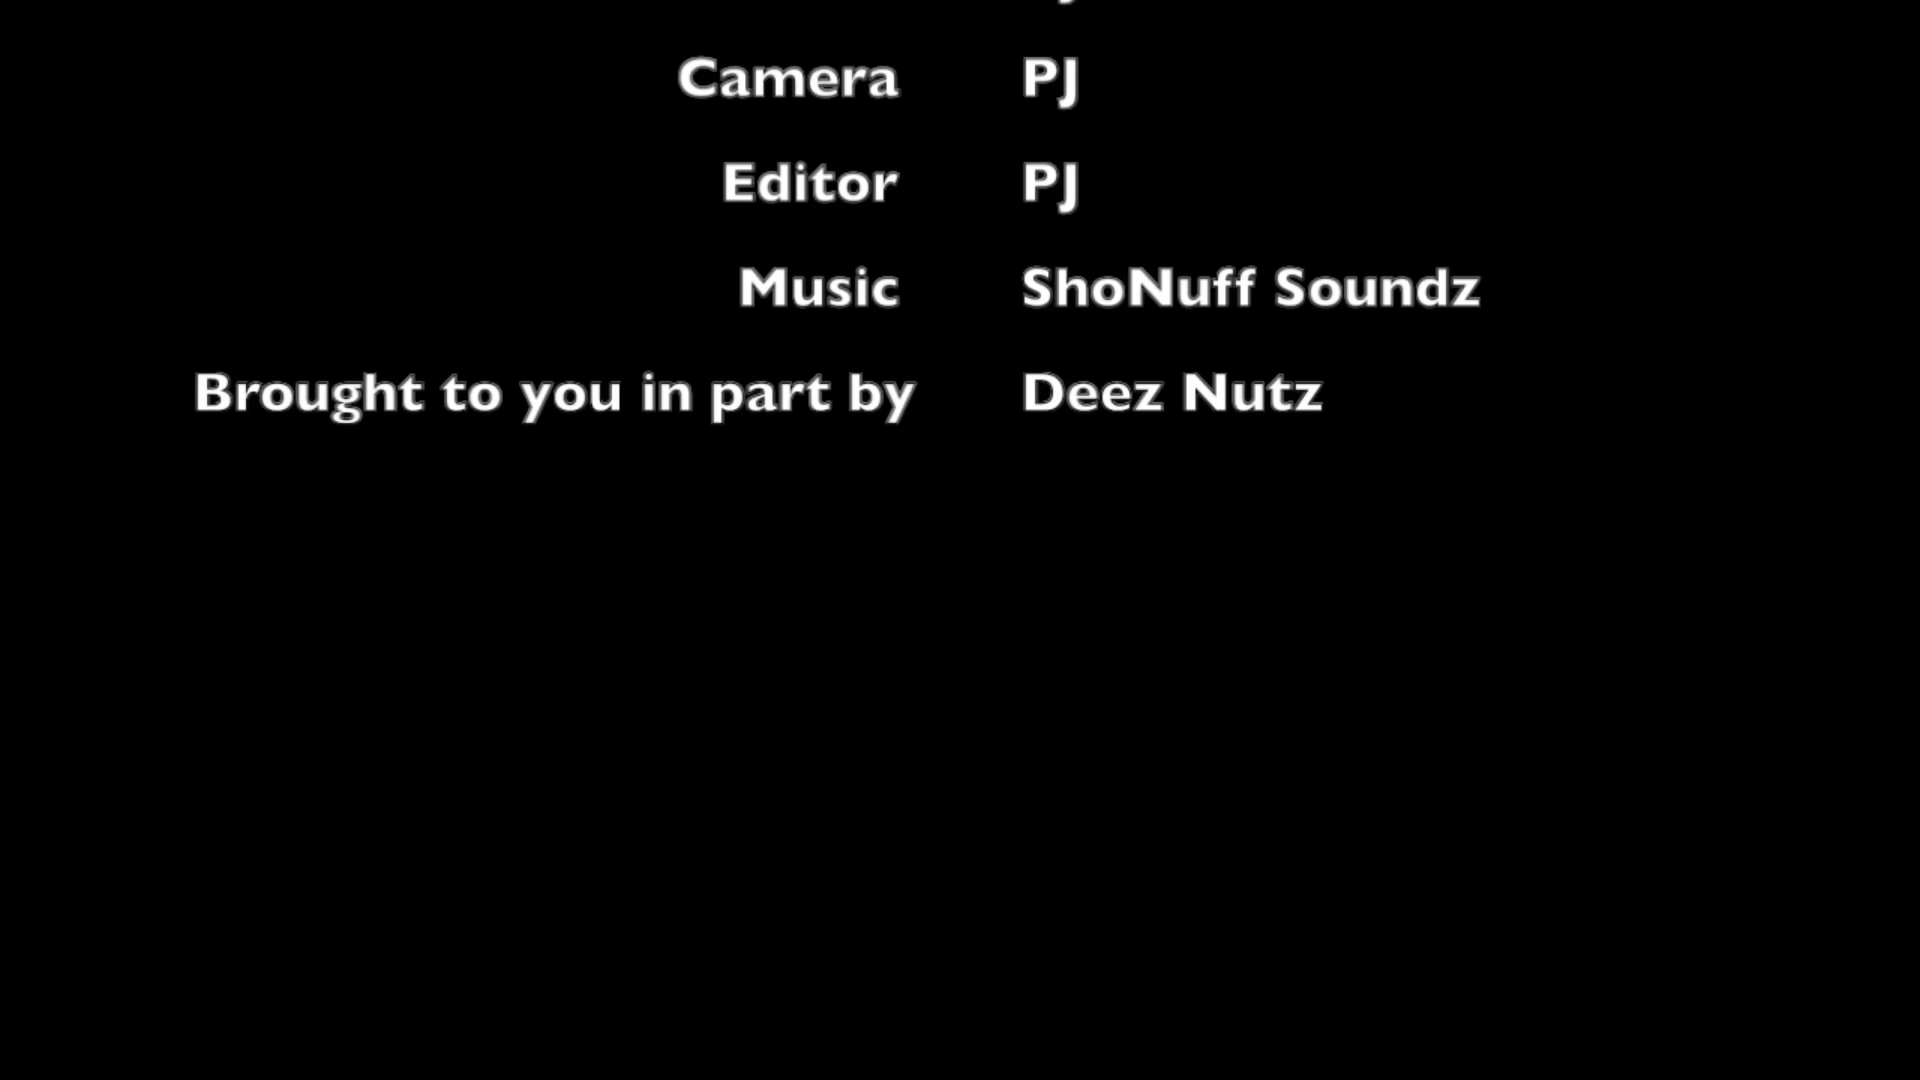 Camera PJ
Editor PJ
Music ShoNuff Soundz
Brought to you in part by Deez Nutz